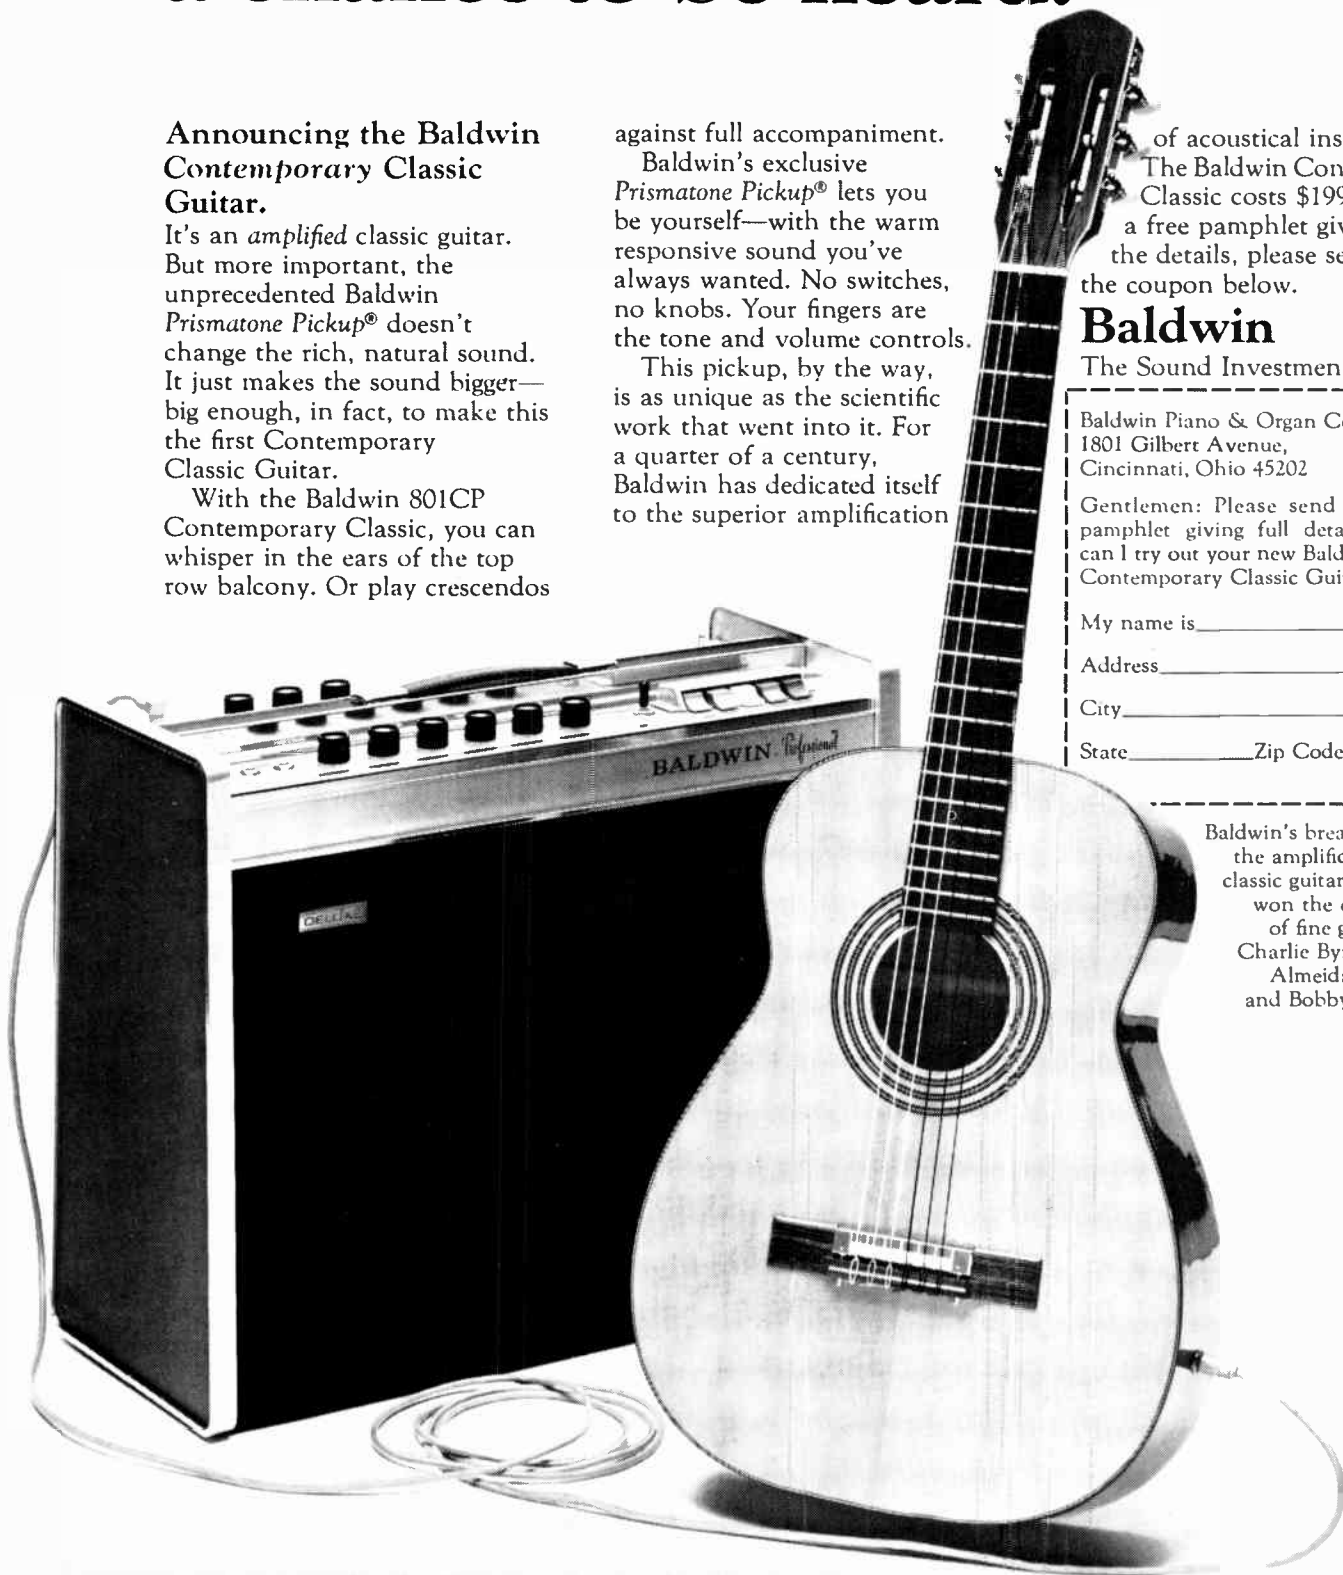 a chance to be heard.
Announcing the Baldwin
Contemporary Classic
Guitar.
It's an amplified classic guitar.
But more important, the
unprecedented Baldwin
Prismatone Pickup® doesn't
change the rich, natural sound.
It just makes the sound bigger—
big enough, in fact, to make this
the first Contemporary
Classic Guitar.
With the Baldwin 801CP
Contemporary Classic, you can
whisper in the ears of the top
row balcony. Or play crescendos
against full accompaniment.
Baldwin's exclusive
Prismatone Pickup® lets you
be yourself—with the warm
responsive sound you've
always wanted. No switches,
no knobs. Your fingers are
the tone and volume controls.
This pickup, by the way,
is as unique as the scientific
work that went into it. For
a quarter of a century,
Baldwin has dedicated itself
to the superior amplification
of acoustical ins
The Baldwin Con
Classic costs $199
a free pamphlet giv
the details, please se
the coupon below.
Baldwin
The Sound Investmen
Baldwin Piano & Organ C
1801 Gilbert Avenue,
Cincinnati, Ohio 45202
Gentlemen: Please send
pamphlet giving full deta
can I try out your new Bald
Contemporary Classic Gui
My name is
Address
City
State Zip Code
Baldwin's brea
the amplific
classic guitar
won the
of fine g
Charlie By
Almeid
and Bobby
BALDWIN Professional